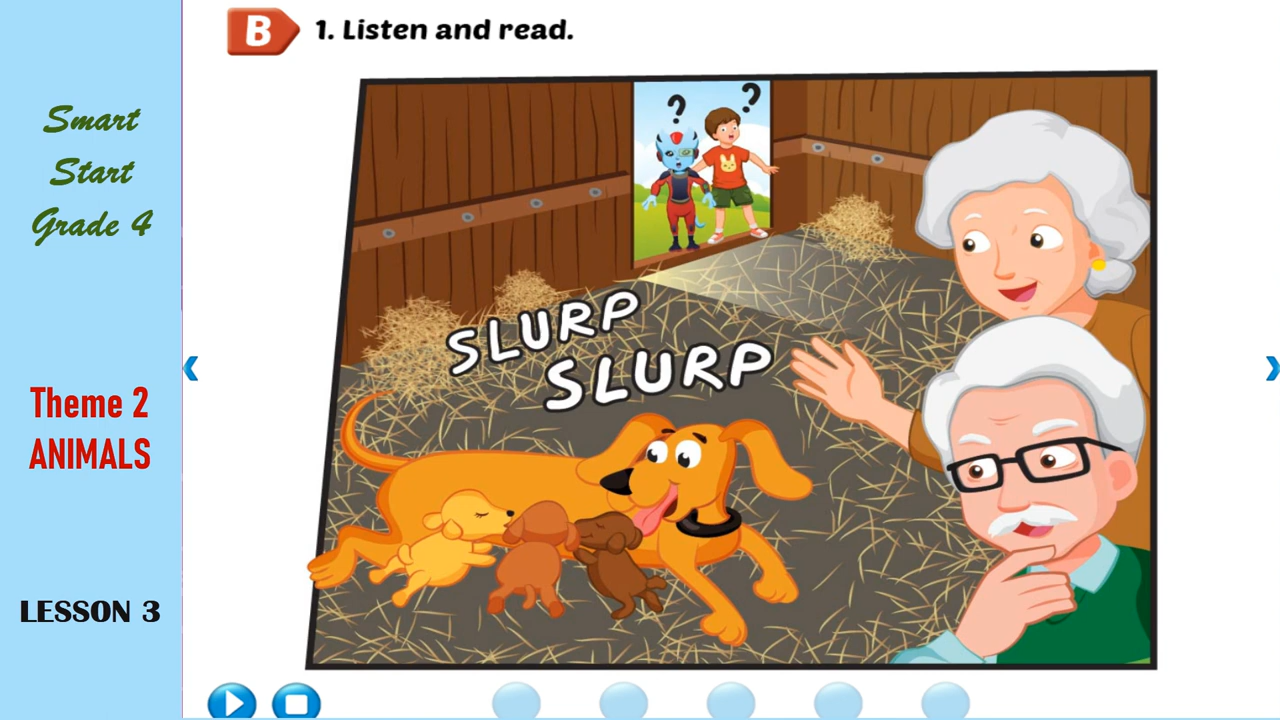 Smart
Start
Grade 4
Theme 2
ANIMALS
LESSON 3
B
1. Listen and read.
?
?
SLURP
SLURP